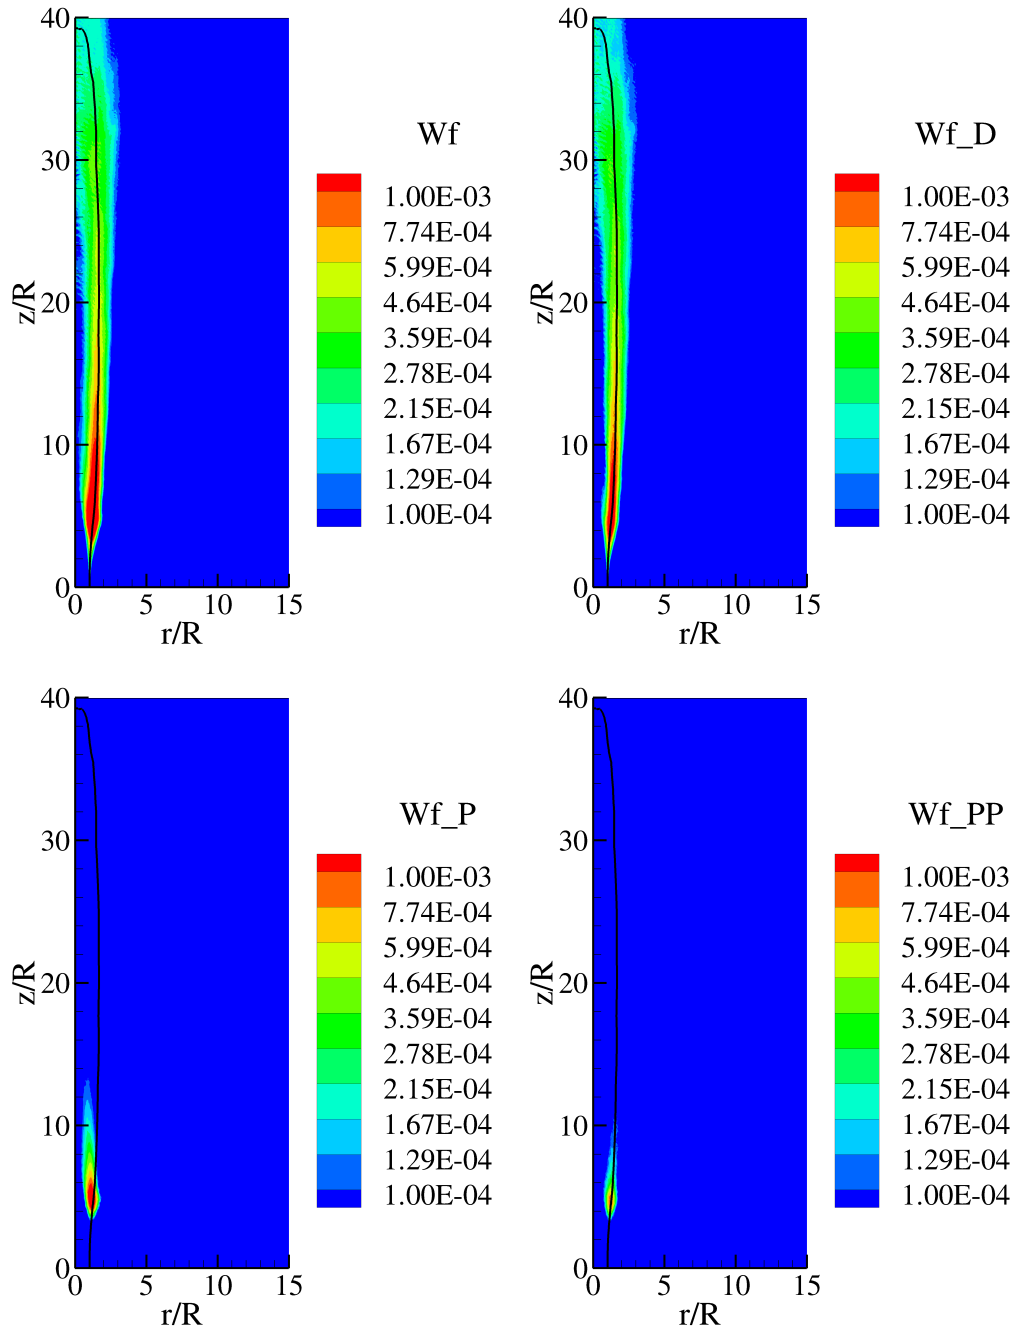 40
30
20
10
0
z/R
0 5 10 15
r/R
Wf
1.00E-03
7.74E-04
5.99E-04
4.64E-04
3.59E-04
2.78E-04
2.15E-04
1.67E-04
1.29E-04
1.00E-04
40
30
20
10
0
z/R
0 5 10 15
r/R
Wf_D
1.00E-03
7.74E-04
5.99E-04
4.64E-04
3.59E-04
2.78E-04
2.15E-04
1.67E-04
1.29E-04
1.00E-04
40
30
20
10
0
z/R
0 5 10 15
r/R
Wf_P
1.00E-03
7.74E-04
5.99E-04
4.64E-04
3.59E-04
2.78E-04
2.15E-04
1.67E-04
1.29E-04
1.00E-04
40
30
20
10
0
z/R
0 5 10 15
r/R
Wf_PP
1.00E-03
7.74E-04
5.99E-04
4.64E-04
3.59E-04
2.78E-04
2.15E-04
1.67E-04
1.29E-04
1.00E-04